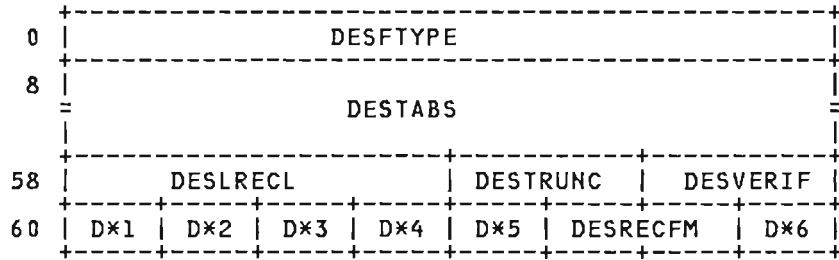 0 DESFTYPE
8
DESTABS
58 DESLRECL DESTRUNC DESVERIF
60 D*1 D*2 D*3 D*4 D*5 DESRECFM D*6